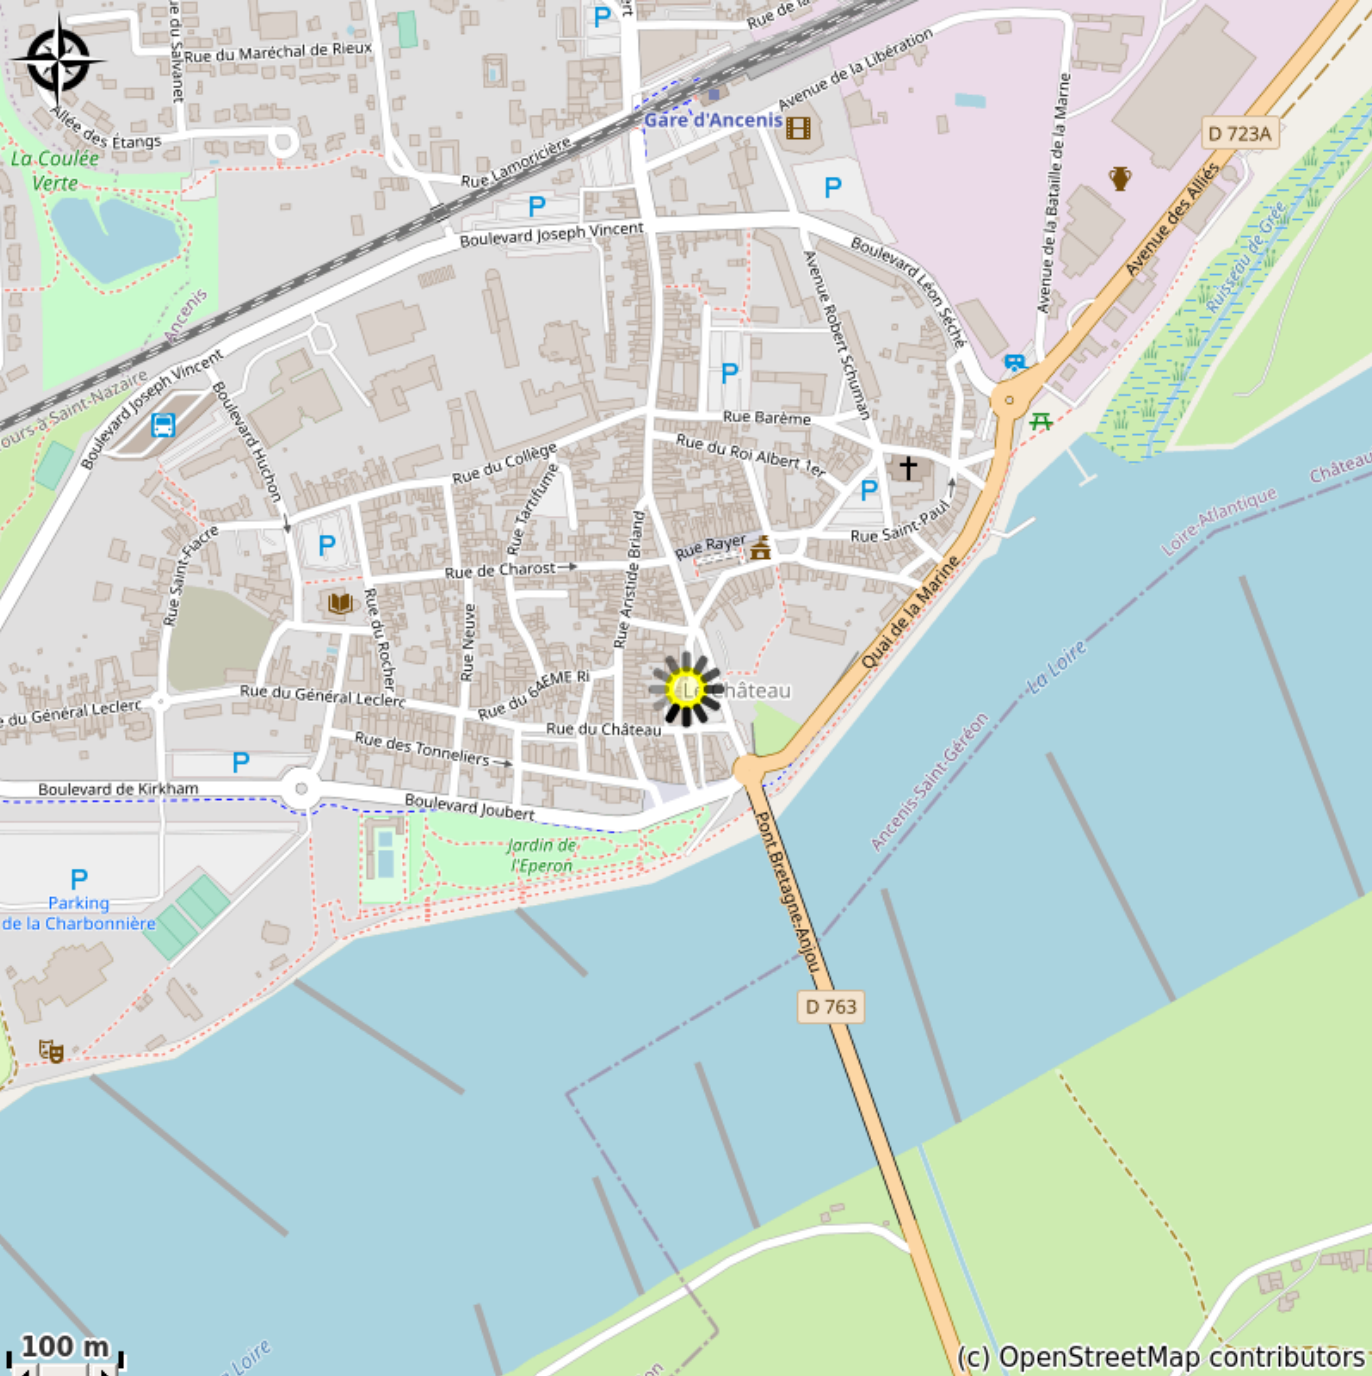 Rue du Maréchal de Rieux
Allée des Étangs
La Coulée
Verte
P
Rue Lamoricière
Gare d'Ancenis
Avenue de la Libération
D 723A
Avenue de la Bataille de la Marne
Avenue des Alliés
Ruisseau de Grée
P
P
Boulevard Joseph Vincent
Boulevard Léon Séché
Avenue Robert Schuman
Ancenis
Boulevard Joseph Vincent
Boulevard Huchon
P
Rue Barème
Rue du Roi Albert 1er
Rue du Collège
Rue Tartifume
P
Rue Saint-Paul
Loire-Atlantique
Château
P
Rue Saint-Fiacre
Rue Rayer
Rue de Charost
Rue Aristide Briand
Rue Neuve
Rue du Rocher
Quai de la Marine
La Loire
Rue du Général Leclerc
Rue du 6AEME RI
Le Château
Rue du Château
Rue des Tonneliers
P
Boulevard de Kirkham
Boulevard Joubert
Ancenis-Saint-Géréon
Jardin de
l'Eperon
Pont Bretagne-Anjou
P
Parking
de la Charbonnière
D 763
100 m
(c) OpenStreetMap contributors